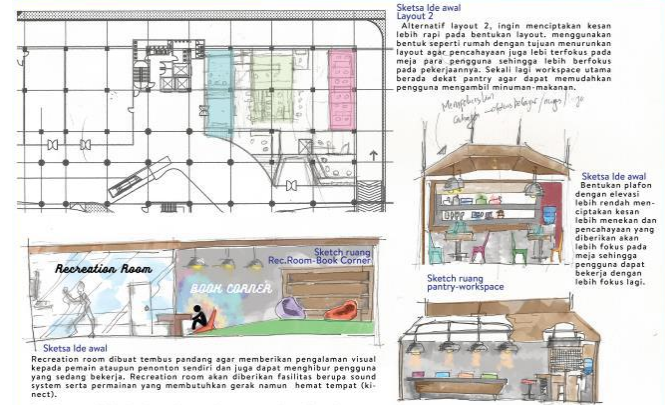 Sketsa Ide awal
Layout 2
Alternatif layout 2, ingin menciptakan kesan
lebih rapi pada bentukan layout. menggunakan
bentuk seperti rumah dengan tujuan menurunkan
layout agar pencahayaan juga lebi terfokus pada
meja para pengguna sehingga lebih berfokus
pada pekerjaannya. Sekali lagi workspace utama
berada dekat pantry agar dapat memudahkan
pengguna mengambil minuman-makanan.
Sketsa Ide awal
Bentukan plafon
dengan elevasi
lebih rendah men-
ciptakan kesan
lebih menekan dan
pencahayaan yang
diberikan akan
lebih fokus pada
meja sehingga
pengguna dapat
bekerja dengan
lebih fokus lagi.
Sketch ruang
Rec.Room-Book Corner
Recreation Room
BOOK CORNER
Sketch ruang
pantry-workspace
Sketsa Ide awal
Recreation room dibuat tembus pandang agar memberikan pengalaman visual
kepada pemain ataupun penonton sendiri dan juga dapat menghibur pengguna
yang sedang bekerja. Recreation room akan diberikan fasilitas berupa sound
system serta permainan yang membutuhkan gerak namun hemat tempat (ki-
nect).